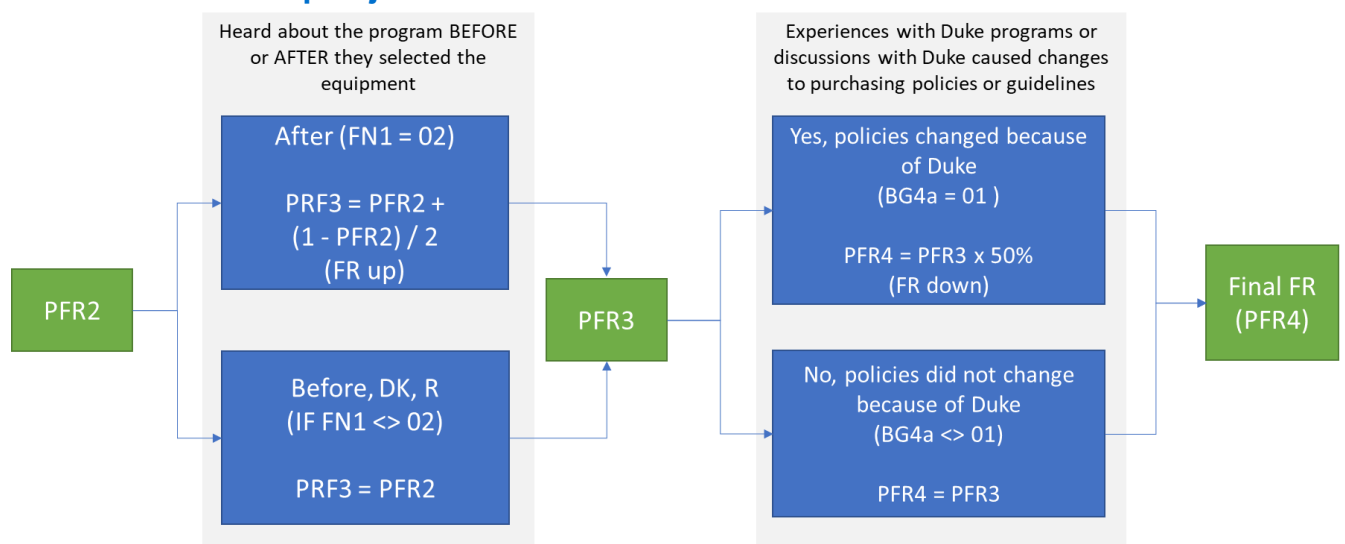 Heard about the program BEFORE
or AFTER they selected the
equipment
Experiences with Duke programs or
discussions with Duke caused changes
to purchasing policies or guidelines
After (FN1 = 02)
PRF3 = PFR2 +
(1 - PFR2) / 2
(FR up)
Yes, policies changed because
of Duke
(BG4a = 01 )
PFR4 = PFR3 x 50%
(FR down)
PFR2
PFR3
Final FR
(PFR4)
Before, DK, R
(IF FN1 <> 02)
PRF3 = PFR2
No, policies did not change
because of Duke
(BG4a <> 01)
PFR4 = PFR3